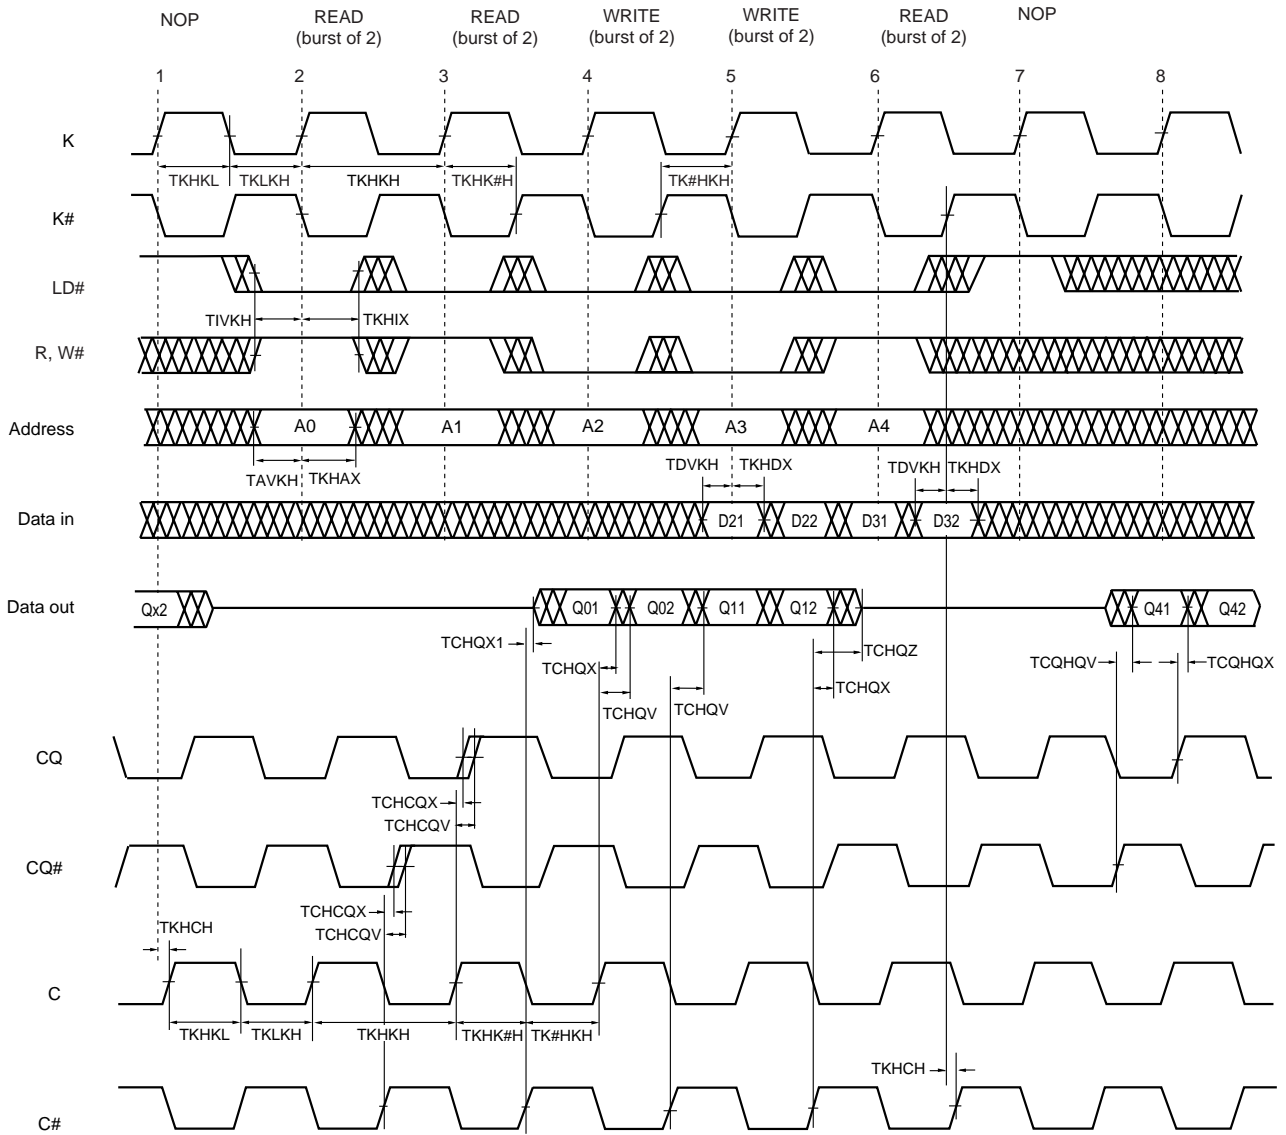 NOP READ READ WRITE WRITE READ NOP
(burst of 2) (burst of 2) (burst of 2) (burst of 2) (burst of 2)
1 2 3 4 5 6 7 8
K
TKHKL TKLKH TKHKH TKHK#H TK#HKH
K#
LD#
TIVKH TKHIX
R, W#
Address A0 A1 A2 A3 A4
TAVKH TKHAX TDVKH TKHDX TDVKH TKHDX
Data in D21 D22 D31 D32
Data out Qx2 Q01 Q02 Q11 Q12 Q41 Q42
TCHQX1 TCHQX TCHQZ TCQHQV TCQHQX
TCHQV TCHQV TCHQX
CQ
TCHCQX
TCHCQV
CQ#
TCHCQX
TCHCQV
TKHCH
C
TKHKL TKLKH TKHKH TKHK#H TK#HKH
TKHCH
C#